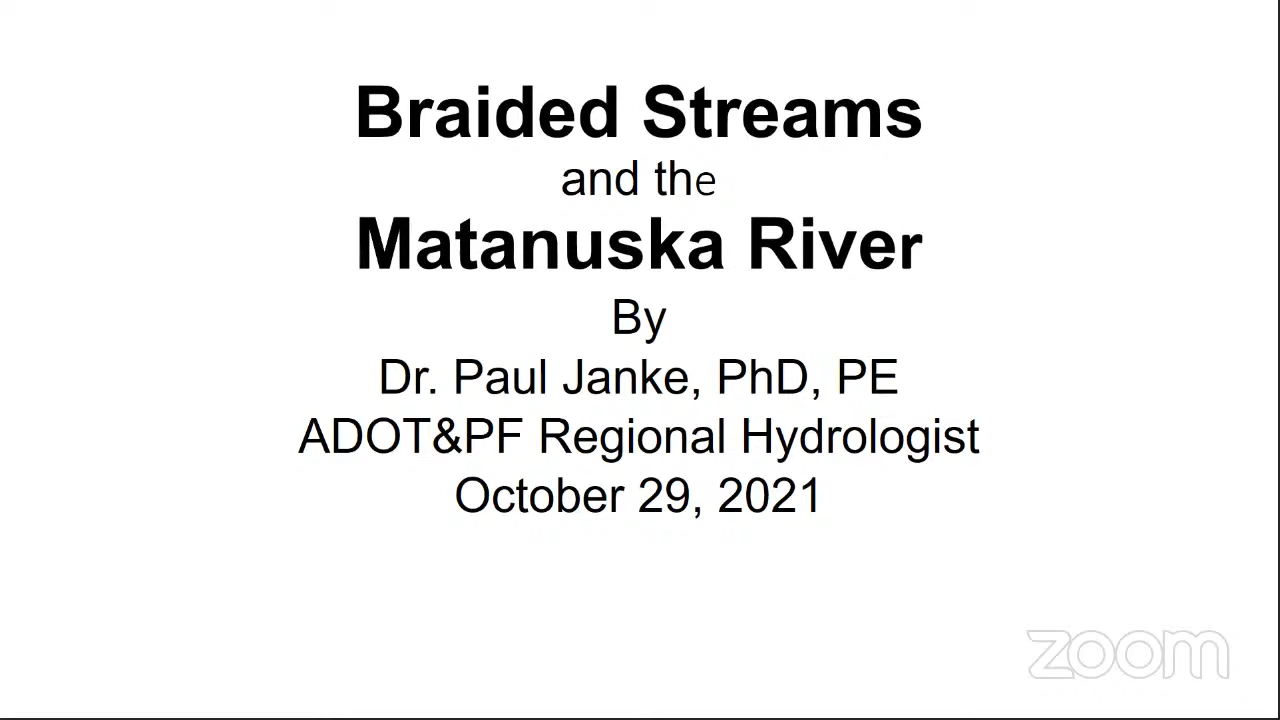 Braided Streams
and the
Matanuska River
By
Dr. Paul Janke, PhD, PE
ADOT&PF Regional Hydrologist
October 29, 2021
zoom